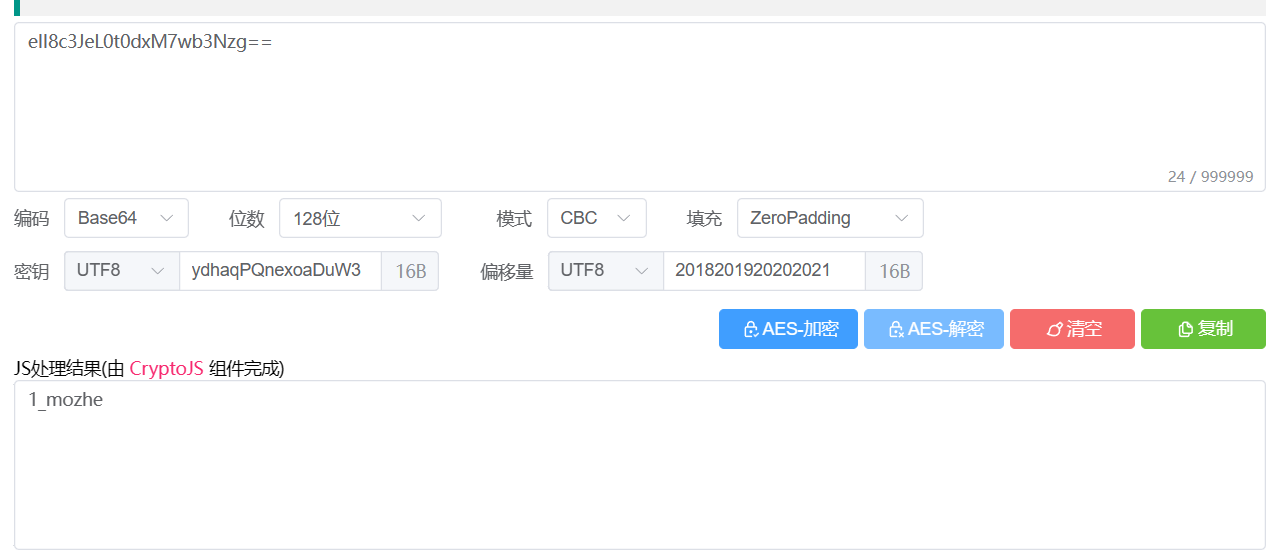 eIl8c3JeL0t0dxM7wb3Nzg==
24 / 999999
编码 Base64 位数 128位 模式 CBC 填充 ZeroPadding
密钥 UTF8 ydhaqPQnexoaDuW3 16B 偏移量 UTF8 2018201920202021 16B
AES-加密 AES-解密 清空 复制
JS处理结果(由 CryptoJS 组件完成)
1_mozhe